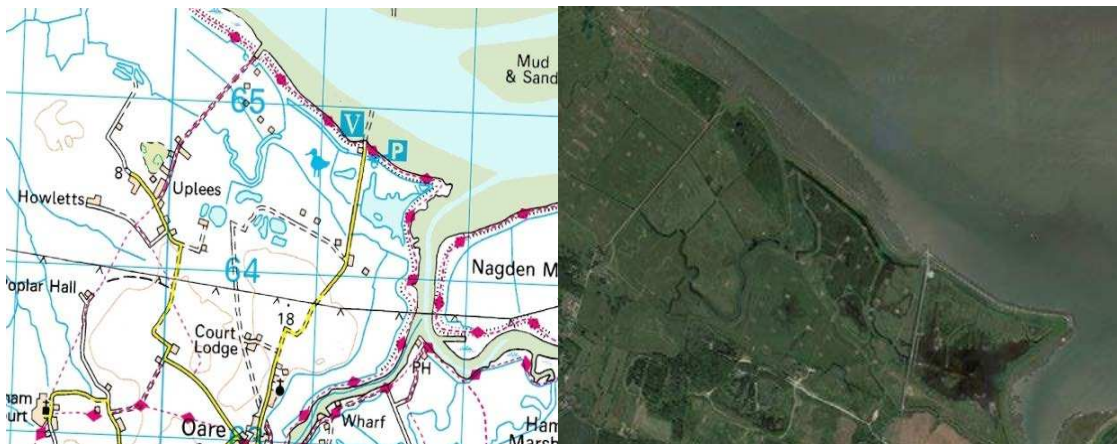 Mud
& Sand
65
V
P
8
Uplees
Howletts
64
Nagden M
Poplar Hall
18
Court
Lodge
PH
Oare
Wharf
Ham
Marsh